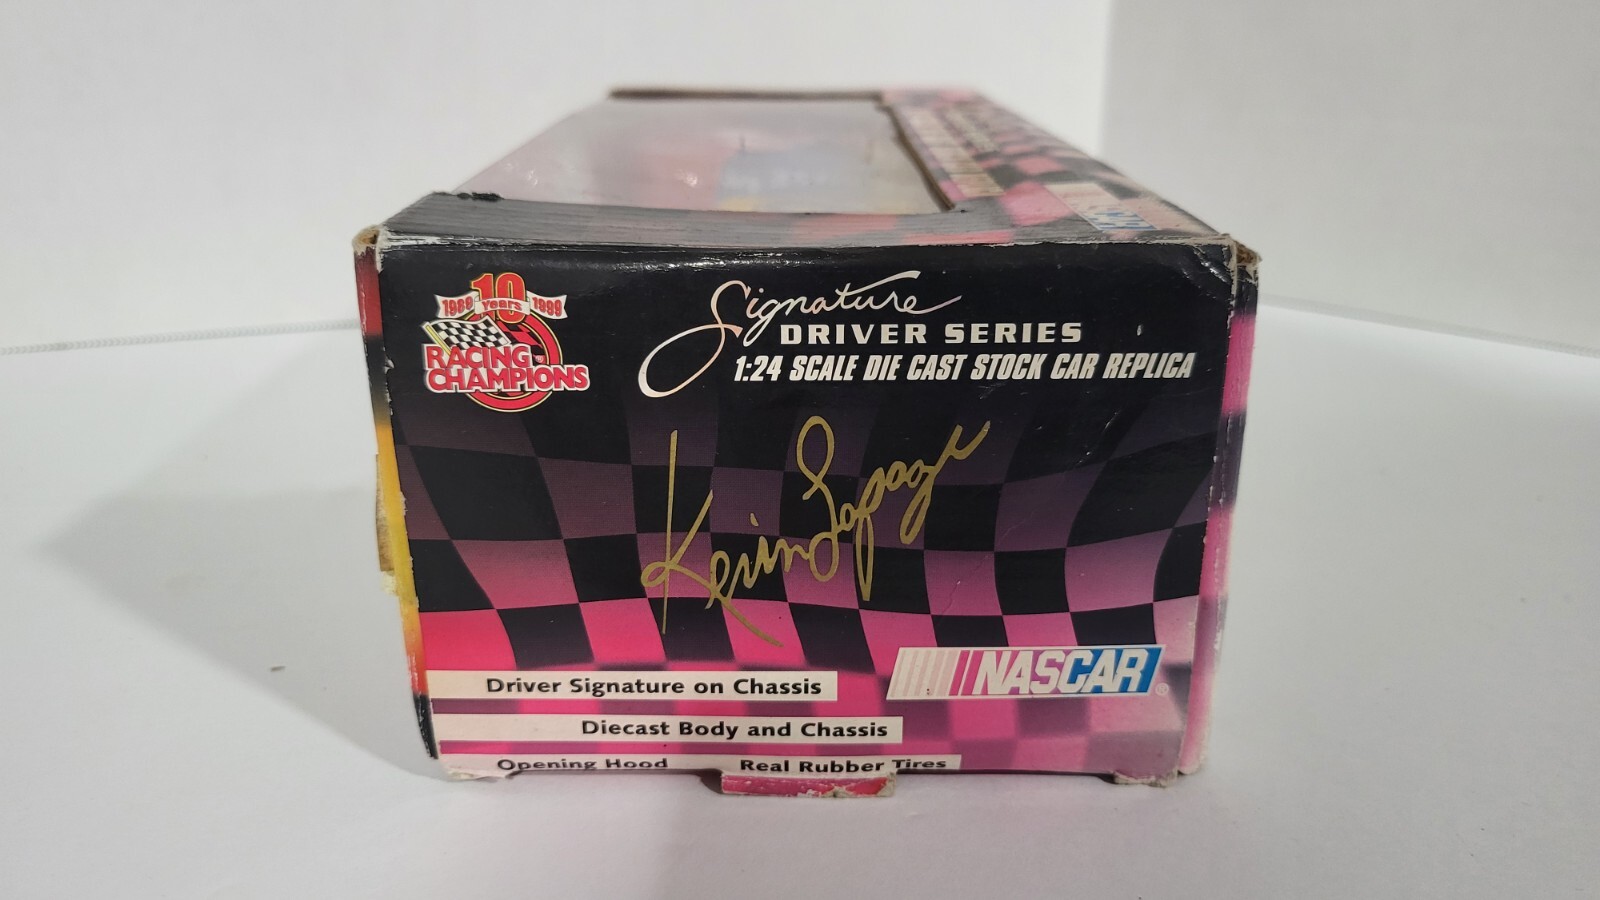 10
1989 Years 1999
RACING
CHAMPIONS
Signature
DRIVER SERIES
1:24 SCALE DIE CAST STOCK CAR REPLICA
Kevin Lepage
NASCAR®
Driver Signature on Chassis
Diecast Body and Chassis
Opening Hood Real Rubber Tires